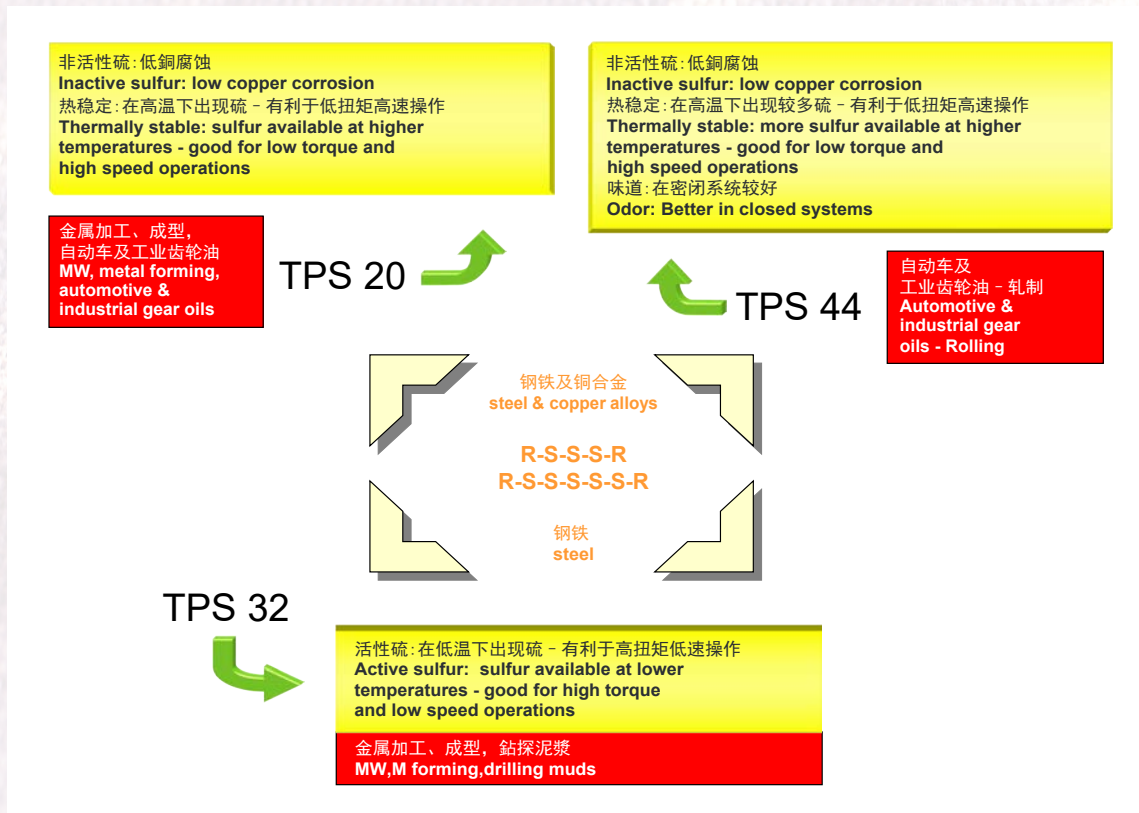 非活性硫:低銅腐蚀
Inactive sulfur: low copper corrosion
热稳定:在高温下出现硫 - 有利于低扭矩高速操作
Thermally stable: sulfur available at higher
temperatures - good for low torque and
high speed operations
非活性硫:低銅腐蚀
Inactive sulfur: low copper corrosion
热稳定:在高温下出现较多硫 - 有利于低扭矩高速操作
Thermally stable: more sulfur available at higher
temperatures - good for low torque and
high speed operations
味道:在密闭系统较好
Odor: Better in closed systems
金属加工、成型,
自动车及工业齿轮油
MW, metal forming,
automotive &
industrial gear oils
TPS 20
TPS 44
自动车及
工业齿轮油 - 轧制
Automotive &
industrial gear
oils - Rolling
钢铁及铜合金
steel & copper alloys
R-S-S-S-R
R-S-S-S-S-S-R
钢铁
steel
TPS 32
活性硫:在低温下出现硫 - 有利于高扭矩低速操作
Active sulfur:  sulfur available at lower
temperatures - good for high torque
and low speed operations
金属加工、成型, 鉆探泥漿
MW,M forming,drilling muds